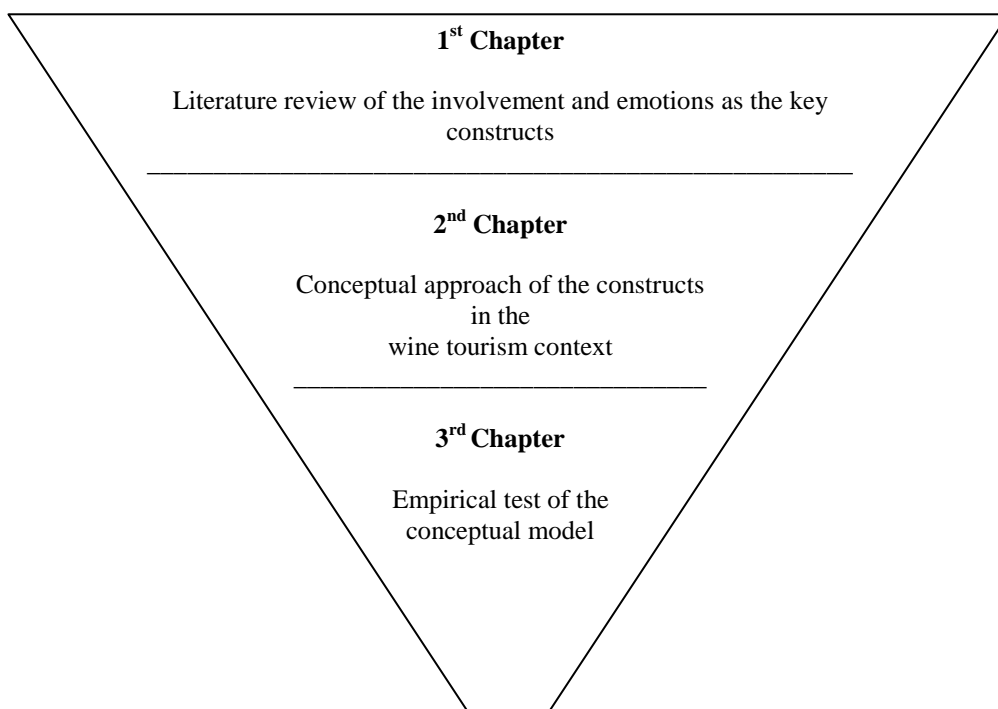 1st Chapter
Literature review of the involvement and emotions as the key
constructs
2nd Chapter
Conceptual approach of the constructs
in the
wine tourism context
3rd Chapter
Empirical test of the
conceptual model